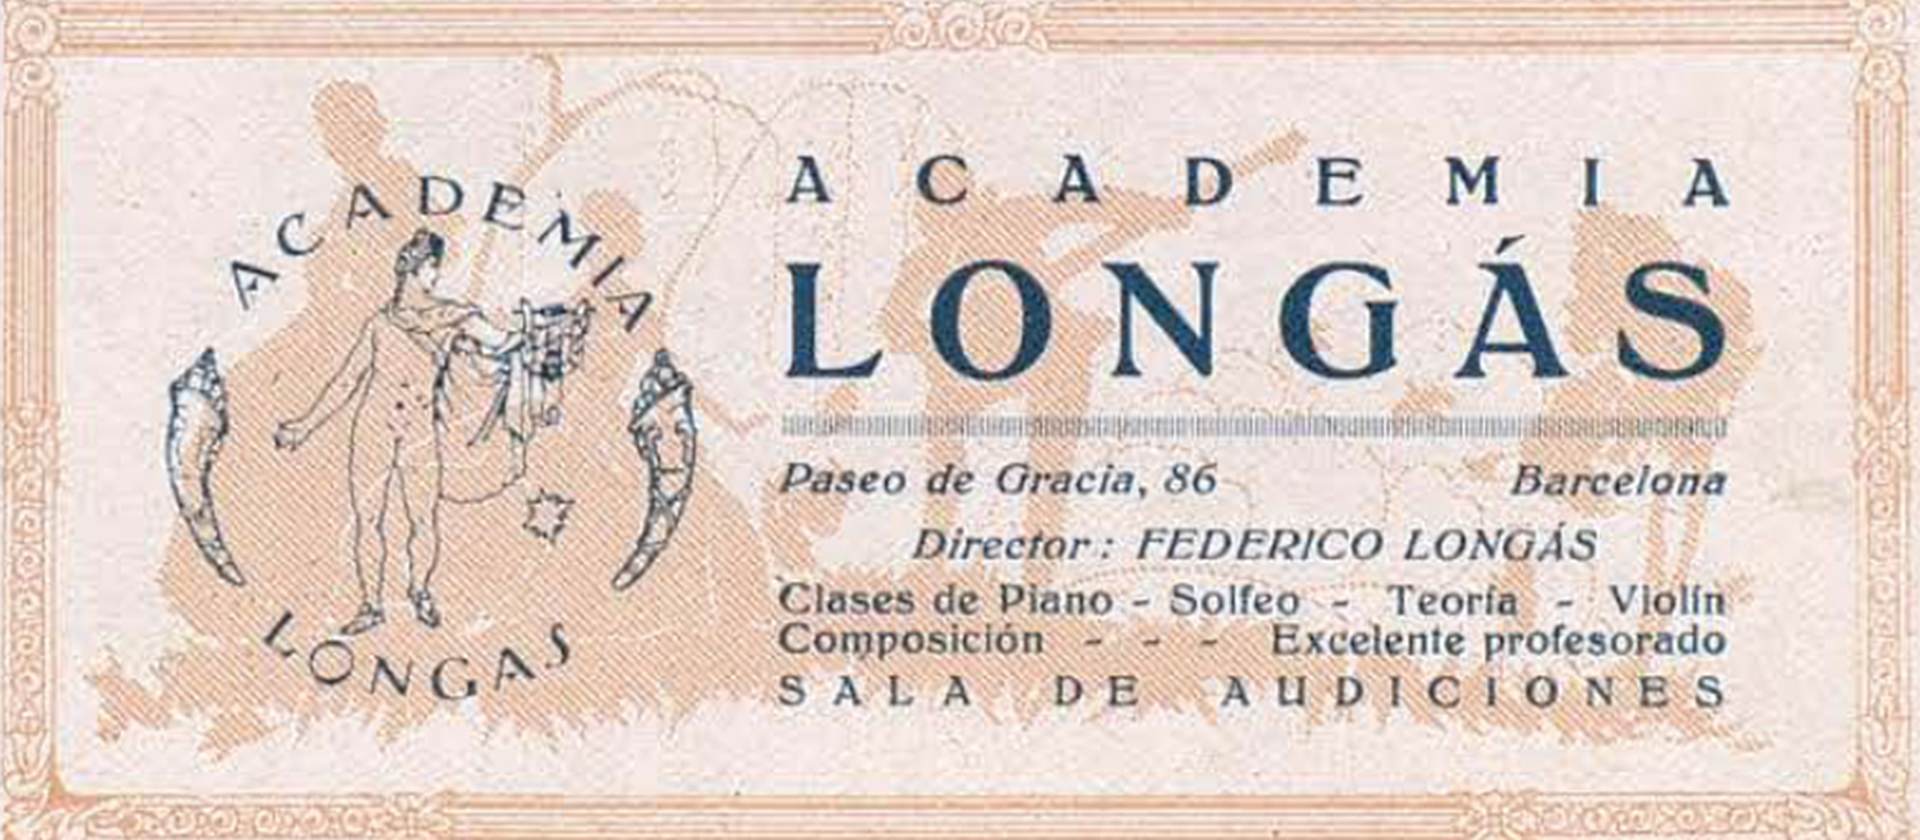 ACADEMIA
LONGAS
ACADEMIA
LONGÁS
Paseo de Gracia, 86 Barcelona
Director: FEDERICO LONGÁS
Clases de Piano - Solfeo - Teoría - Violín
Composición - - - Excelente profesorado
SALA DE AUDICIONES